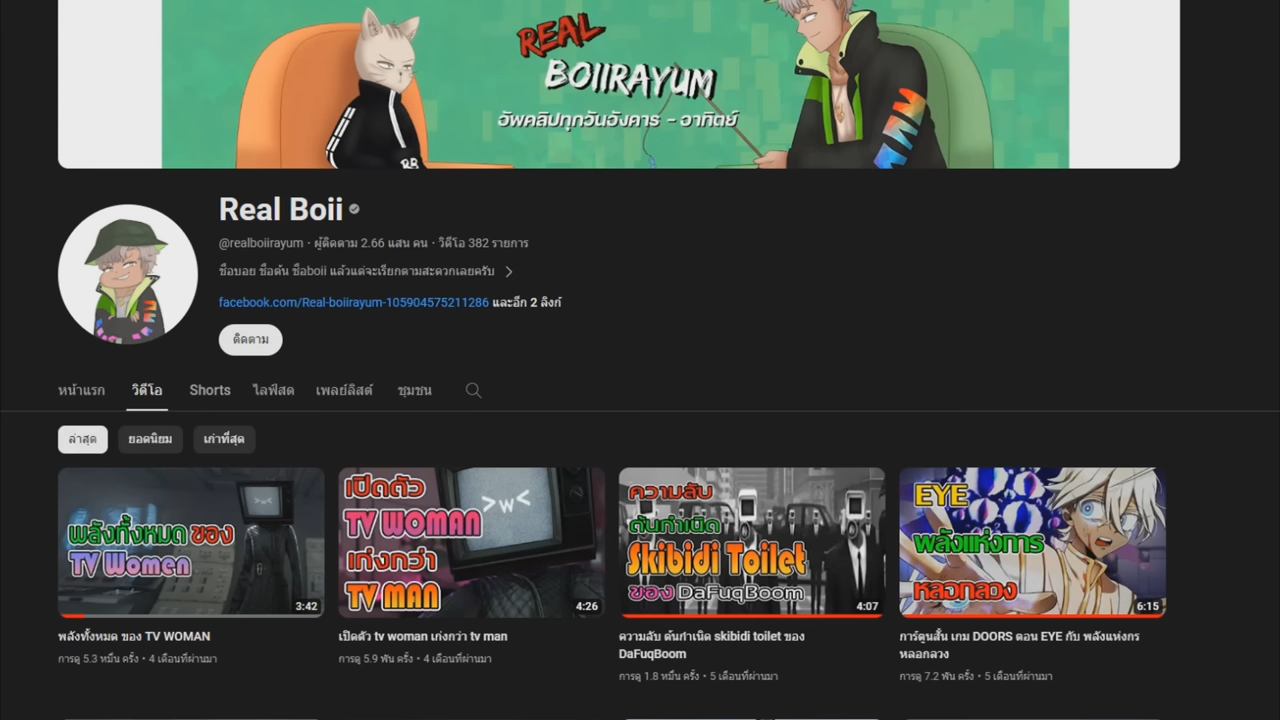 REAL
BOIIRAYUM
อัพคลิปทุกวันอังคาร - อาทิตย์
RR
Real Boii
@realboiirayum · ผู้ติดตาม 2.66 แสน คน · วิดีโอ 382 รายการ
ชื่อบอย ชื่อต้น ชื่อboii แล้วแต่จะเรียกตามสะดวกเลยครับ
facebook.com/Real-boiirayum-105904575211286 และอีก 2 ลิงก์
ติดตาม
หน้าแรก วิดีโอ Shorts ไลฟ์สด เพลย์ลิสต์ ชุมชน
ล่าสุด ยอดนิยม เก่าที่สุด
พลังทั้งหมด ของ
TV Women
3:42
เปิดตัว
TV WOMAN
เก่งกว่า
TV MAN
>w<
4:26
ความลับ
ต้นกำเนิด
Skibidi Toilet
ของ DaFuqBoom
4:07
EYE
พลังแห่งการ
หลอกลวง
6:15
พลังทั้งหมด ของ TV WOMAN
การดู 5.3 หมื่น ครั้ง • 4 เดือนที่ผ่านมา
เปิดตัว tv woman เก่งกว่า tv man
การดู 5.9 พัน ครั้ง • 4 เดือนที่ผ่านมา
ความลับ ต้นกำเนิด skibidi toilet ของ
DaFuqBoom
การดู 1.8 หมื่น ครั้ง • 5 เดือนที่ผ่านมา
การ์ตูนสั้น เกม DOORS ตอน EYE กับ พลังแห่งกร
หลอกลวง
การดู 7.2 พัน ครั้ง • 5 เดือนที่ผ่านมา